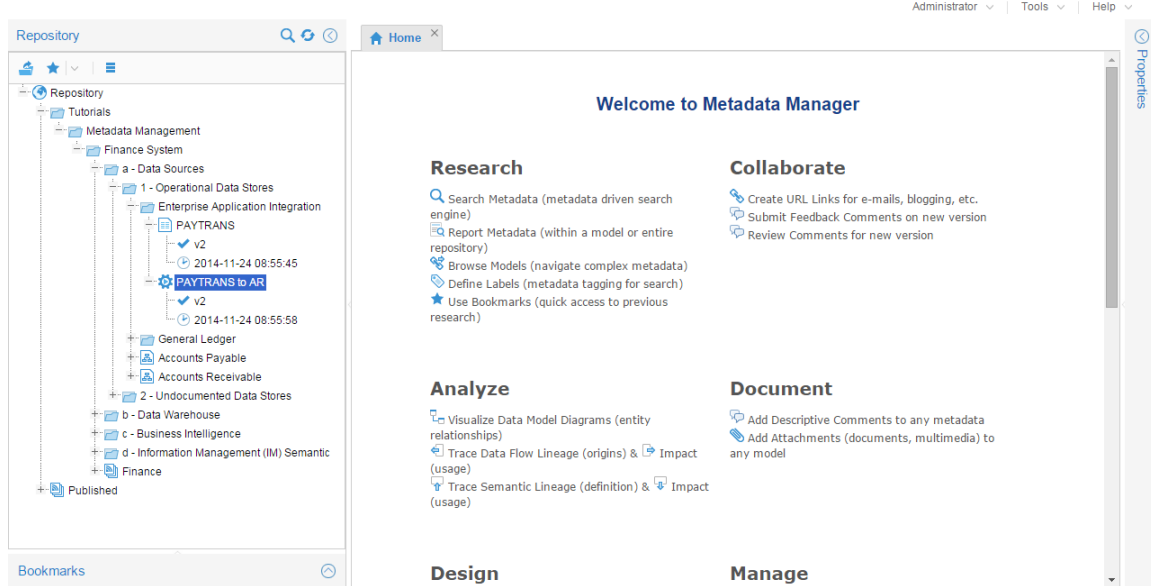 Administrator
Tools
Help
Repository
Home
Properties
Repository
Tutorials
Metadata Management
Finance System
a - Data Sources
1 - Operational Data Stores
Enterprise Application Integration
PAYTRANS
v2
2014-11-24 08:55:45
PAYTRANS to AR
v2
2014-11-24 08:55:58
General Ledger
Accounts Payable
Accounts Receivable
2 - Undocumented Data Stores
b - Data Warehouse
c - Business Intelligence
d - Information Management (IM) Semantic
Finance
Published
Bookmarks
Welcome to Metadata Manager
Research
Search Metadata (metadata driven search
engine)
Report Metadata (within a model or entire
repository)
Browse Models (navigate complex metadata)
Define Labels (metadata tagging for search)
Use Bookmarks (quick access to previous
research)
Collaborate
Create URL Links for e-mails, blogging, etc.
Submit Feedback Comments on new version
Review Comments for new version
Analyze
Visualize Data Model Diagrams (entity
relationships)
Trace Data Flow Lineage (origins) & Impact
(usage)
Trace Semantic Lineage (definition) & Impact
(usage)
Document
Add Descriptive Comments to any metadata
Add Attachments (documents, multimedia) to
any model
Design
Manage